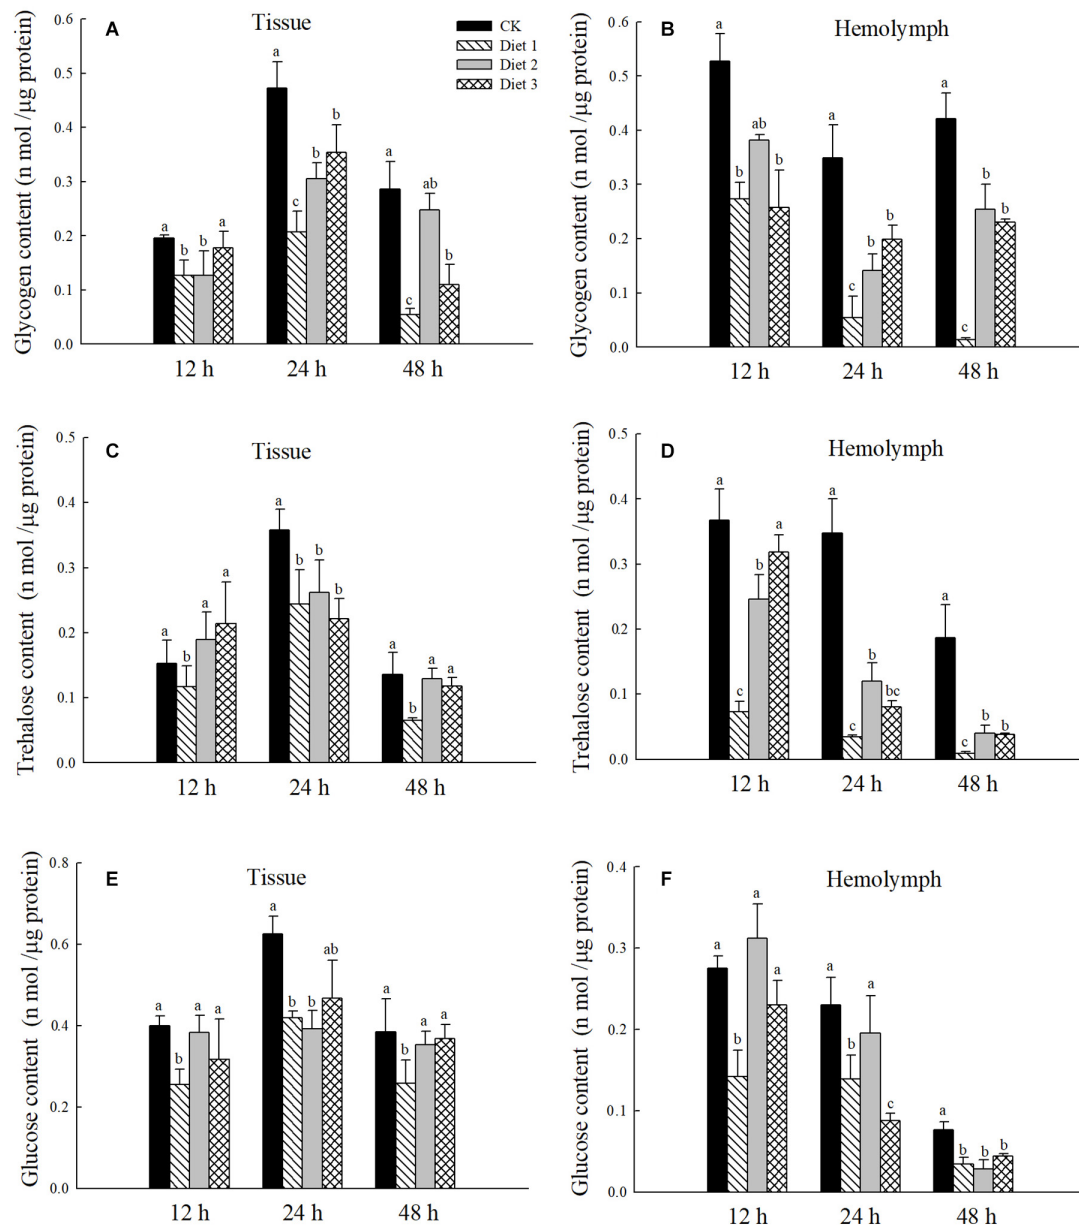 A Tissue
CK
Diet 1
Diet 2
Diet 3
Glycogen content (n mol /μg protein)
0.6
0.5
0.4
0.3
0.2
0.1
0.0
a b b a
a c b b
a c ab b
12 h 24 h 48 h
B Hemolymph
Glycogen content (n mol /μg protein)
0.6
0.5
0.4
0.3
0.2
0.1
0.0
a b ab b
a c b b
a c b b
12 h 24 h 48 h
C Tissue
Trehalose content (n mol /μg protein)
0.5
0.4
0.3
0.2
0.1
0.0
a b a a
a b b b
a b a a
12 h 24 h 48 h
D Hemolymph
Trehalose content (n mol /μg protein)
0.5
0.4
0.3
0.2
0.1
0.0
a c b a
a c b bc
a c b b
12 h 24 h 48 h
E Tissue
Glucose content (n mol /μg protein)
0.8
0.6
0.4
0.2
0.0
a b a a
a b b ab
a b a a
12 h 24 h 48 h
F Hemolymph
Glucose content (n mol /μg protein)
0.4
0.3
0.2
0.1
0.0
a b a a
a b a c
a b b b
12 h 24 h 48 h